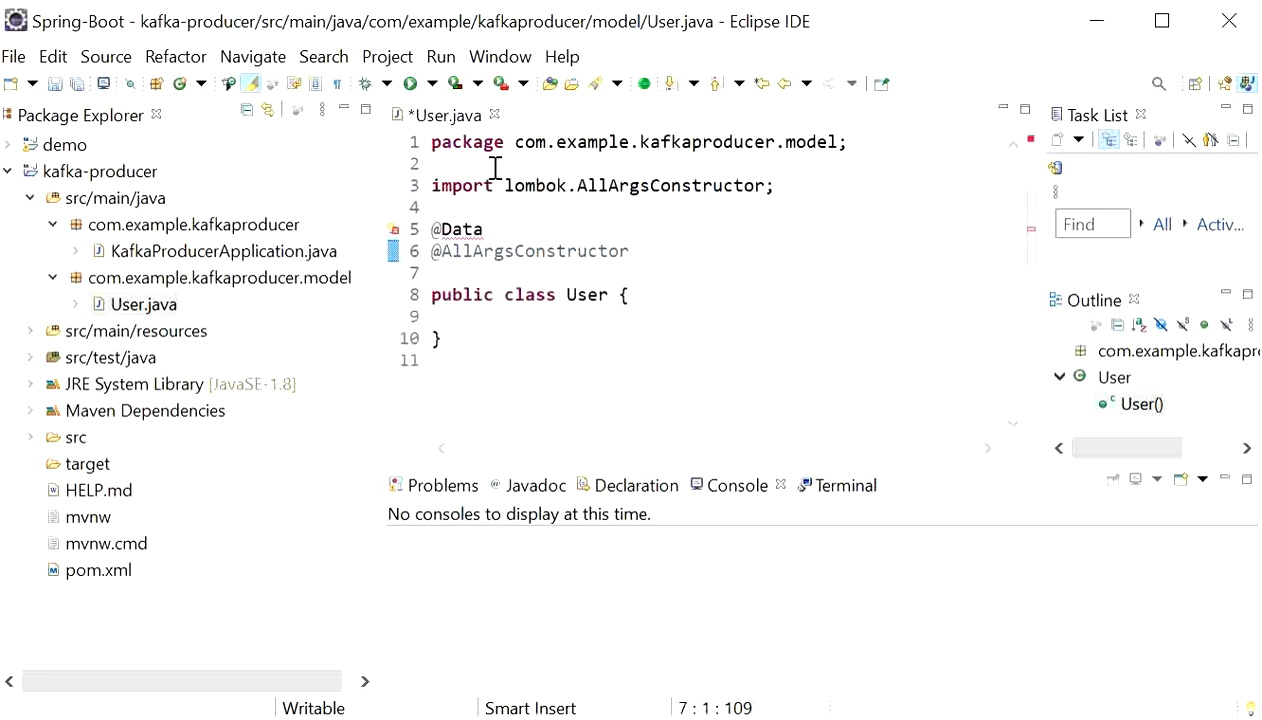 Spring-Boot - kafka-producer/src/main/java/com/example/kafkaproducer/model/User.java - Eclipse IDE
File Edit Source Refactor Navigate Search Project Run Window Help
Package Explorer
demo
kafka-producer
src/main/java
com.example.kafkaproducer
KafkaProducerApplication.java
com.example.kafkaproducer.model
User.java
src/main/resources
src/test/java
JRE System Library [JavaSE-1.8]
Maven Dependencies
src
target
HELP.md
mvnw
mvnw.cmd
pom.xml
*User.java
1 package com.example.kafkaproducer.model;
2
3 import lombok.AllArgsConstructor;
4
5 @Data
6 @AllArgsConstructor
7
8 public class User {
9
10 }
11
Task List
Find All Activ...
Outline
com.example.kafkapro
User
User()
Problems @ Javadoc Declaration Console Terminal
No consoles to display at this time.
Writable Smart Insert 7 : 1 : 109